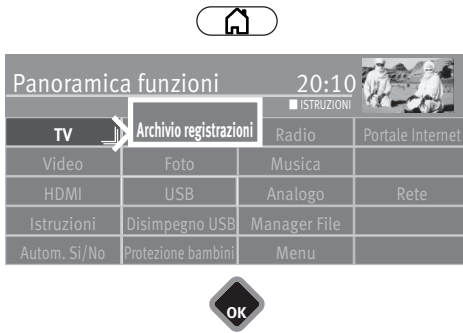 Panoramica funzioni 20:10
ISTRUZIONI
TV Archivio registrazioni Radio Portale Internet
Video Foto Musica
HDMI USB Analogo Rete
Istruzioni Disimpegno USB Manager File
Autom. Si/No Protezione bambini Menu
OK